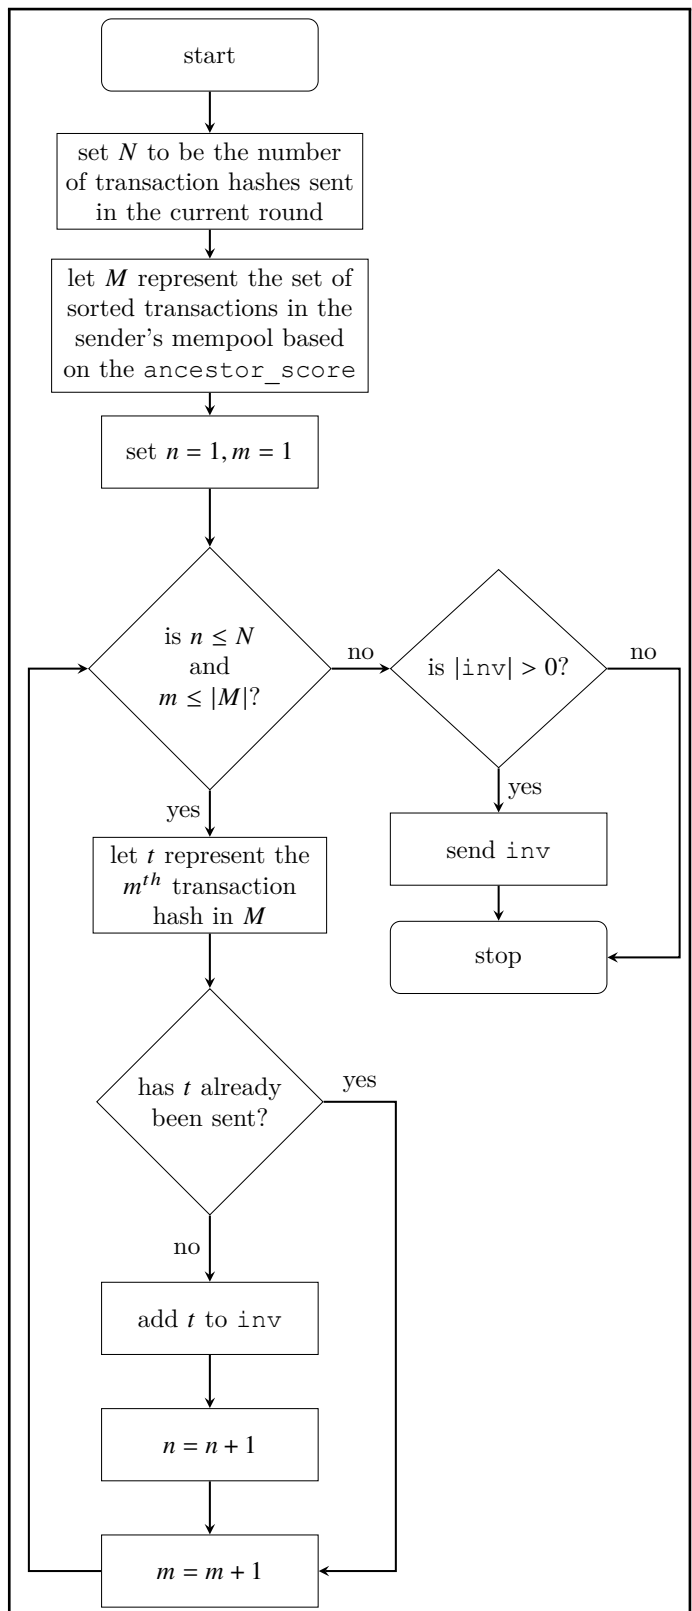 start
set N to be the number
of transaction hashes sent
in the current round
let M represent the set of
sorted transactions in the
sender's mempool based
on the ancestor_score
set n = 1, m = 1
is n ≤ N
and
m ≤ |M|?
no
is |inv| > 0?
no
yes
yes
let t represent the
mᵗʰ transaction
hash in M
send inv
stop
has t already
been sent?
yes
no
add t to inv
n = n + 1
m = m + 1